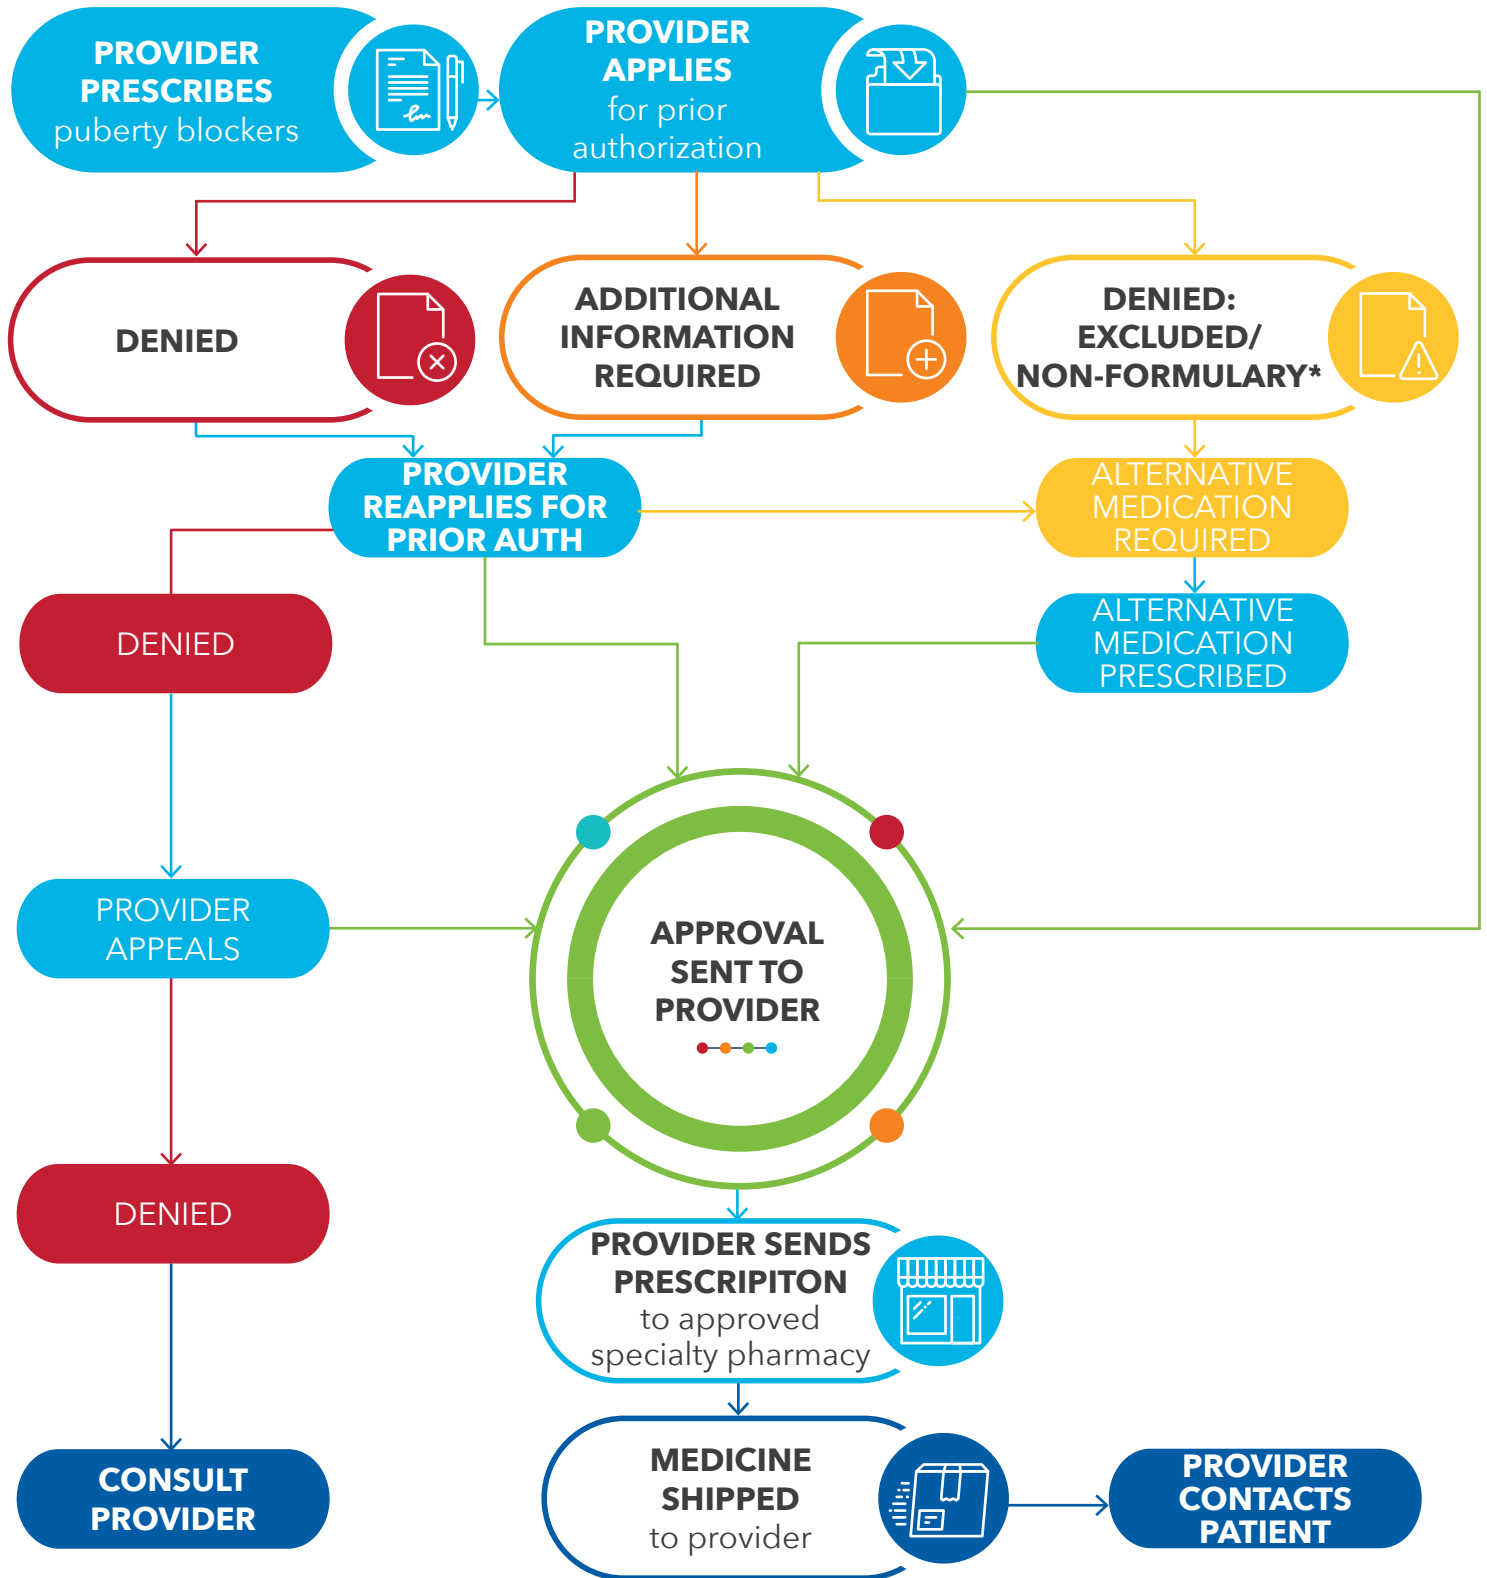 PROVIDER
PRESCRIBES
puberty blockers
PROVIDER
APPLIES
for prior
authorization
DENIED
ADDITIONAL
INFORMATION
REQUIRED
DENIED:
EXCLUDED/
NON-FORMULARY*
PROVIDER
REAPPLIES FOR
PRIOR AUTH
ALTERNATIVE
MEDICATION
REQUIRED
DENIED
ALTERNATIVE
MEDICATION
PRESCRIBED
PROVIDER
APPEALS
APPROVAL
SENT TO
PROVIDER
DENIED
PROVIDER SENDS
PRESCRIPITON
to approved
specialty pharmacy
CONSULT
PROVIDER
MEDICINE
SHIPPED
to provider
PROVIDER
CONTACTS
PATIENT